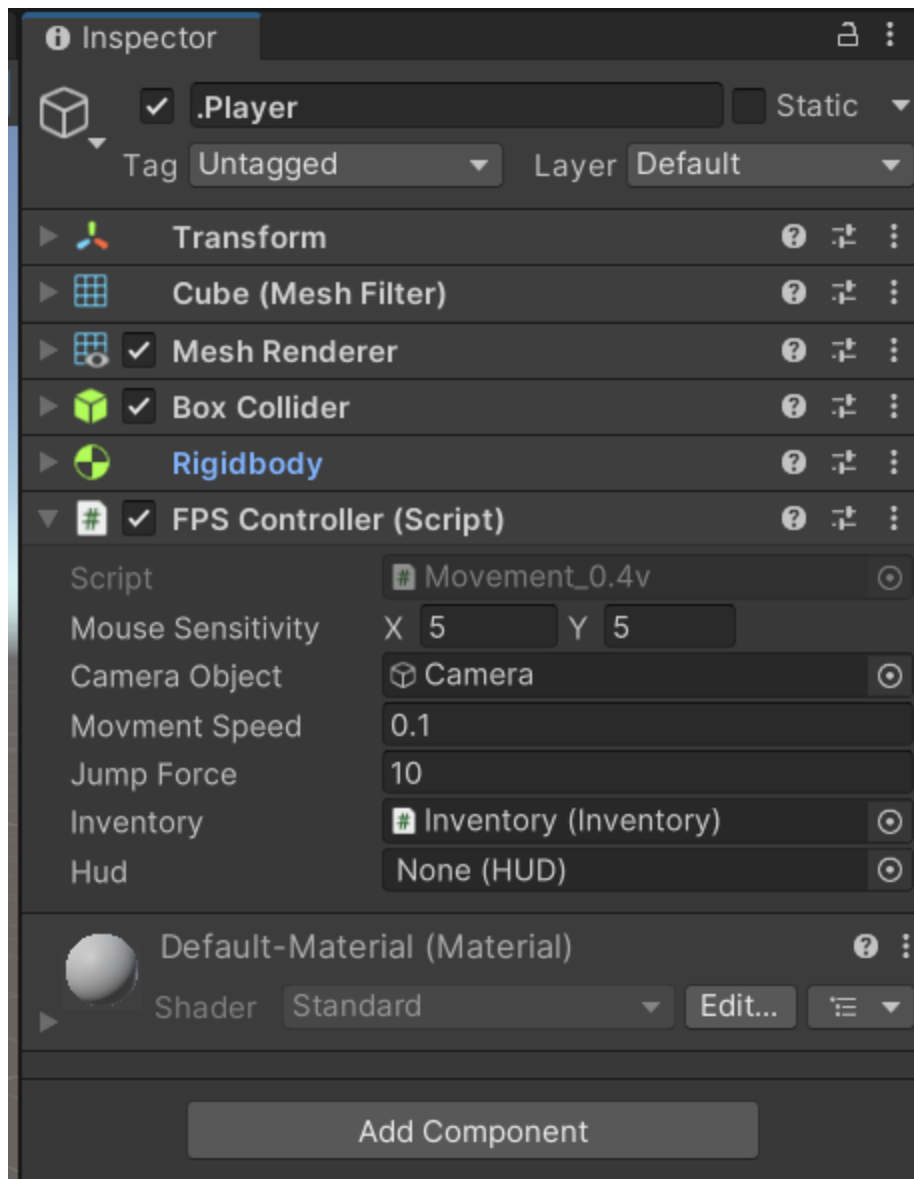 Inspector
.Player Static
Tag Untagged Layer Default
Transform
Cube (Mesh Filter)
Mesh Renderer
Box Collider
Rigidbody
# FPS Controller (Script)
Script # Movement_0.4v
Mouse Sensitivity X 5 Y 5
Camera Object Camera
Movment Speed 0.1
Jump Force 10
Inventory # Inventory (Inventory)
Hud None (HUD)
Default-Material (Material)
Shader Standard Edit...
Add Component